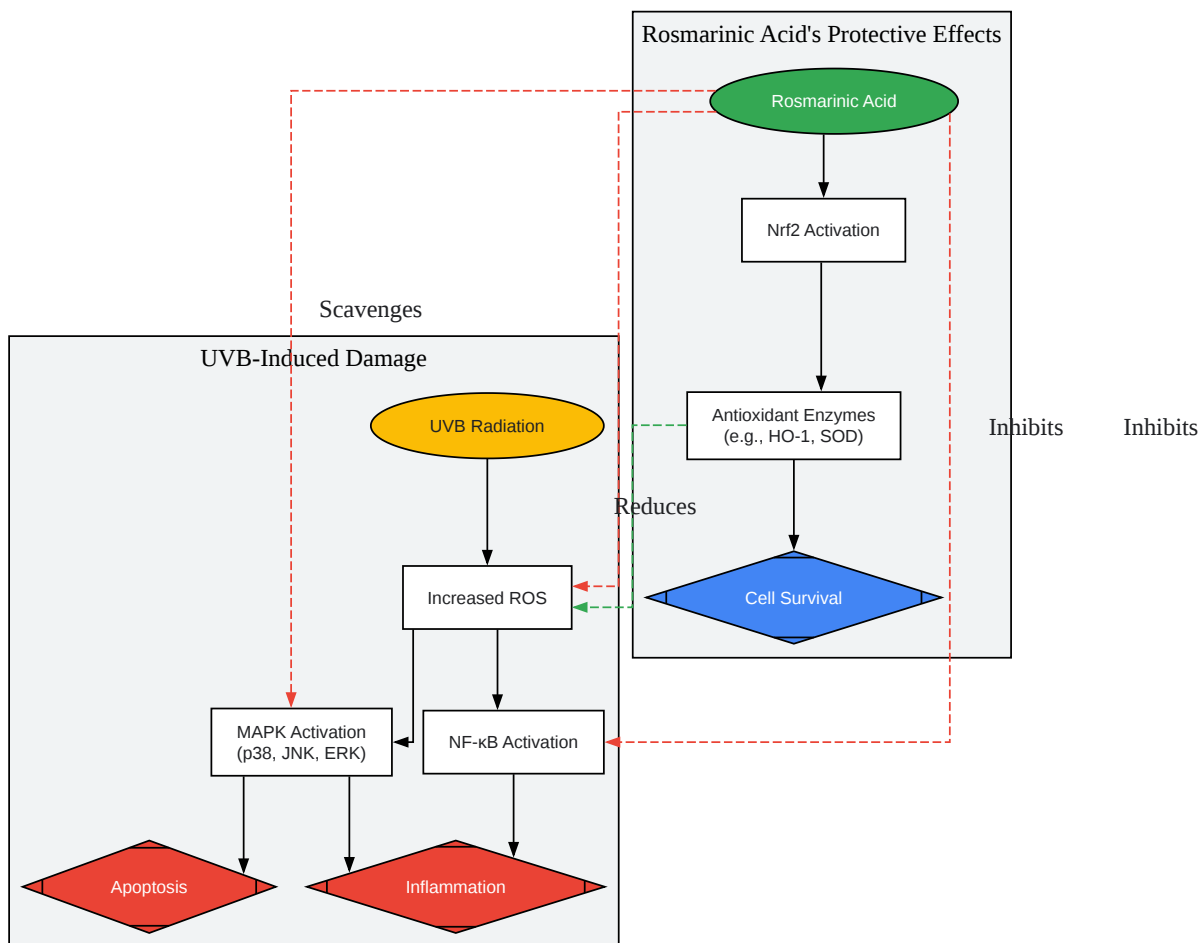 Rosmarinic Acid's Protective Effects
Rosmarinic Acid
Nrf2 Activation
Scavenges
UVB-Induced Damage
UVB Radiation
Antioxidant Enzymes
(e.g., HO-1, SOD)
Inhibits
Inhibits
Reduces
Increased ROS
Cell Survival
MAPK Activation
(p38, JNK, ERK)
NF-κB Activation
Apoptosis
Inflammation